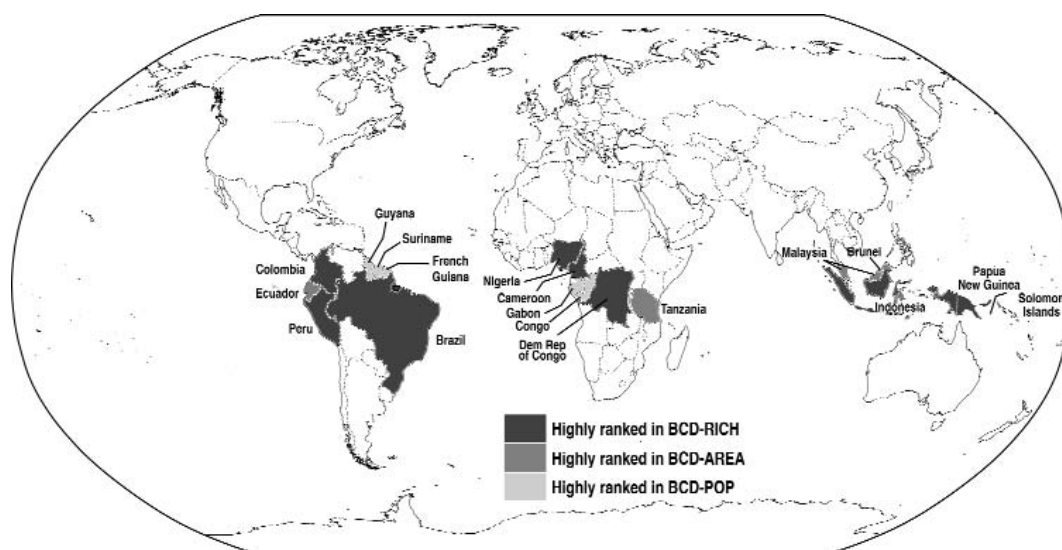 Guyana
Suriname
French
Guiana
Colombia
Ecuador
Peru
Brazil
Nigeria
Cameroon
Gabon
Congo
Dem Rep
of Congo
Tanzania
Malaysia
Brunei
Indonesia
Papua
New Guinea
Solomon
Islands
Highly ranked in BCD-RICH
Highly ranked in BCD-AREA
Highly ranked in BCD-POP